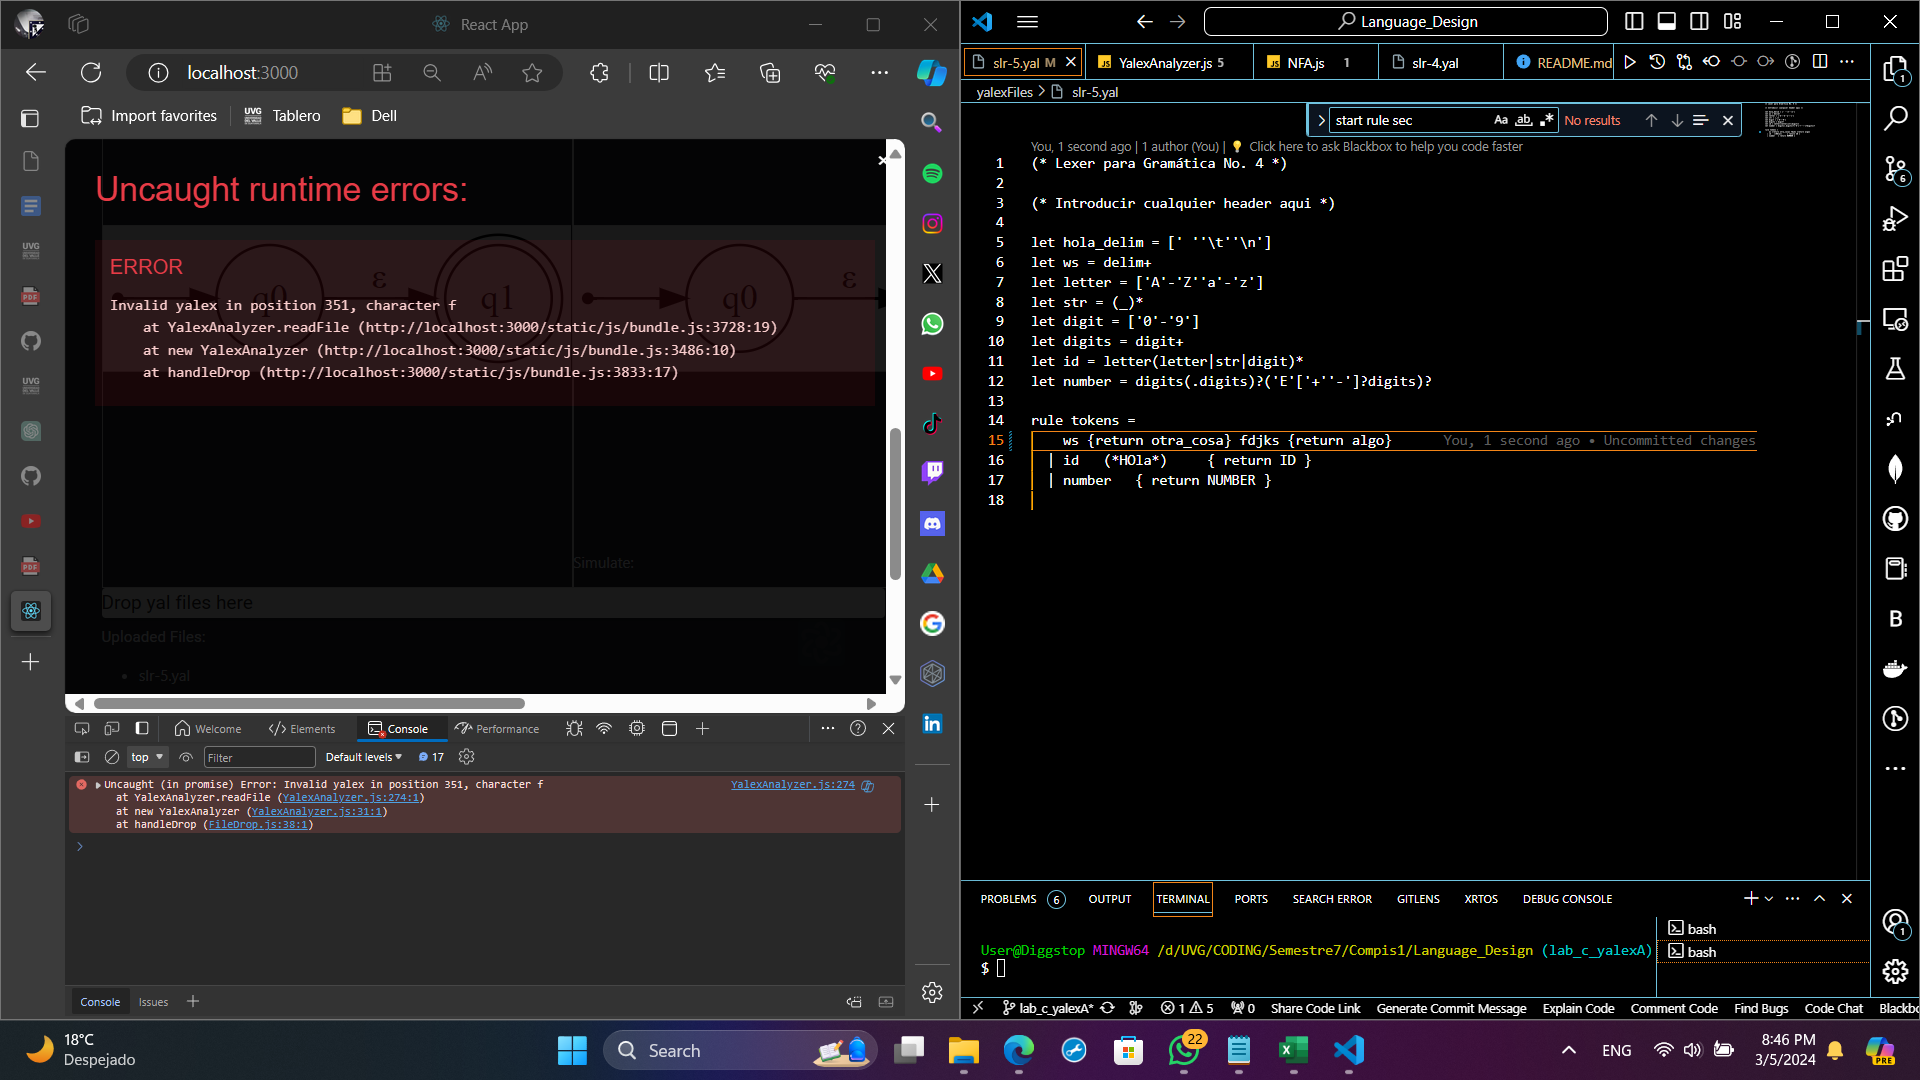 React App
localhost:3000
Import favorites
Tablero
Dell
Uncaught runtime errors:
ERROR
Invalid yalex in position 351, character f
at YalexAnalyzer.readFile (http://localhost:3000/static/js/bundle.js:3728:19)
at new YalexAnalyzer (http://localhost:3000/static/js/bundle.js:3486:10)
at handleDrop (http://localhost:3000/static/js/bundle.js:3833:17)
q0 ε q1 q0 ε
Simulate:
Drop yal files here
Uploaded Files:
slr-5.yal
Welcome Elements Console Performance
top Filter Default levels 17
Uncaught (in promise) Error: Invalid yalex in position 351, character f YalexAnalyzer.js:274
at YalexAnalyzer.readFile (YalexAnalyzer.js:274:1)
at new YalexAnalyzer (YalexAnalyzer.js:31:1)
at handleDrop (FileDrop.js:38:1)
Console Issues
Language_Design
slr-5.yal M YalexAnalyzer.js 5 NFA.js 1 slr-4.yal README.md
yalexFiles > slr-5.yal
start rule sec Aa ab No results
You, 1 second ago | 1 author (You) | Click here to ask Blackbox to help you code faster
1 (* Lexer para Gramática No. 4 *)
2
3 (* Introducir cualquier header aqui *)
4
5 let hola_delim = [' ''\t''\n']
6 let ws = delim+
7 let letter = ['A'-'Z''a'-'z']
8 let str = (_)*
9 let digit = ['0'-'9']
10 let digits = digit+
11 let id = letter(letter|str|digit)*
12 let number = digits(.digits)?('E'['+''-']?digits)?
13
14 rule tokens =
15 ws {return otra_cosa} fdjks {return algo} You, 1 second ago • Uncommitted changes
16 | id (*HOla*) { return ID }
17 | number { return NUMBER }
18
PROBLEMS 6 OUTPUT TERMINAL PORTS SEARCH ERROR GITLENS XRTOS DEBUG CONSOLE
User@Diggstop MINGW64 /d/UVG/CODING/Semestre7/Compis1/Language_Design (lab_c_yalexA)
$
bash
bash
lab_c_yalexA* 1 5 0 Share Code Link Generate Commit Message Explain Code Comment Code Find Bugs Code Chat Blackbo
18°C
Despejado
Search
22
ENG
8:46 PM
3/5/2024
PRE